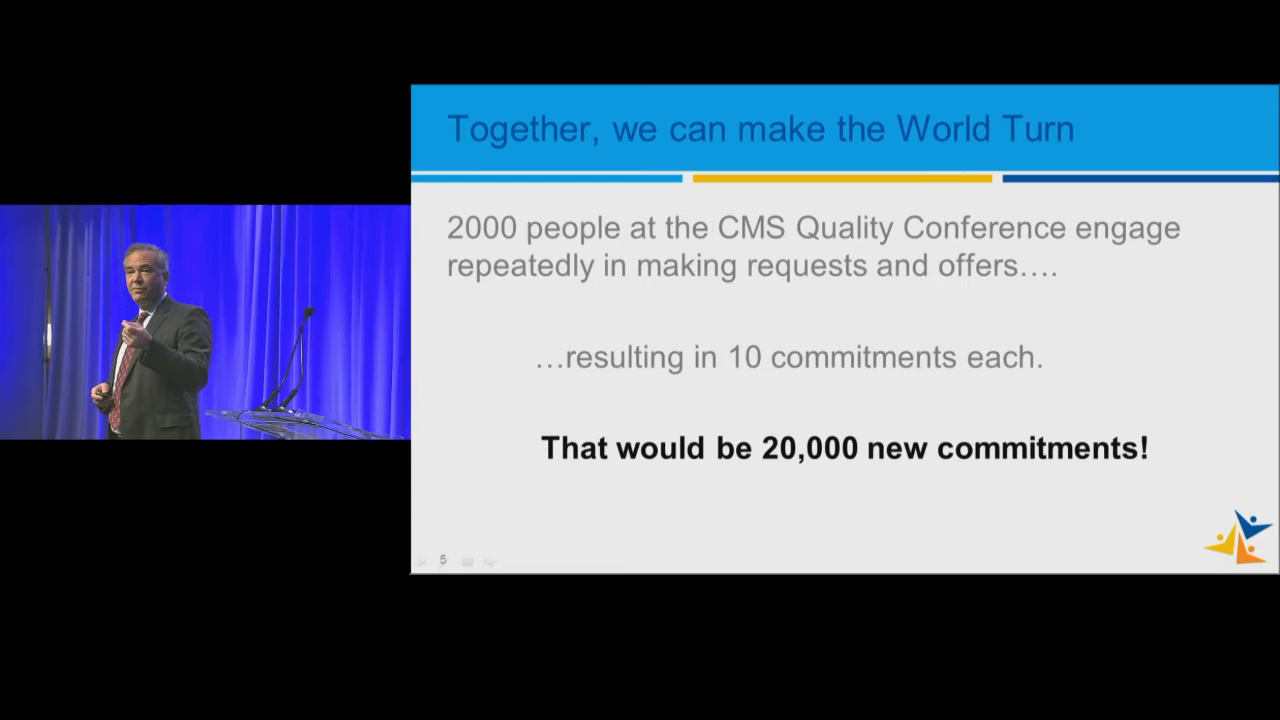 Together, we can make the World Turn
2000 people at the CMS Quality Conference engage
repeatedly in making requests and offers….
…resulting in 10 commitments each.
That would be 20,000 new commitments!
5